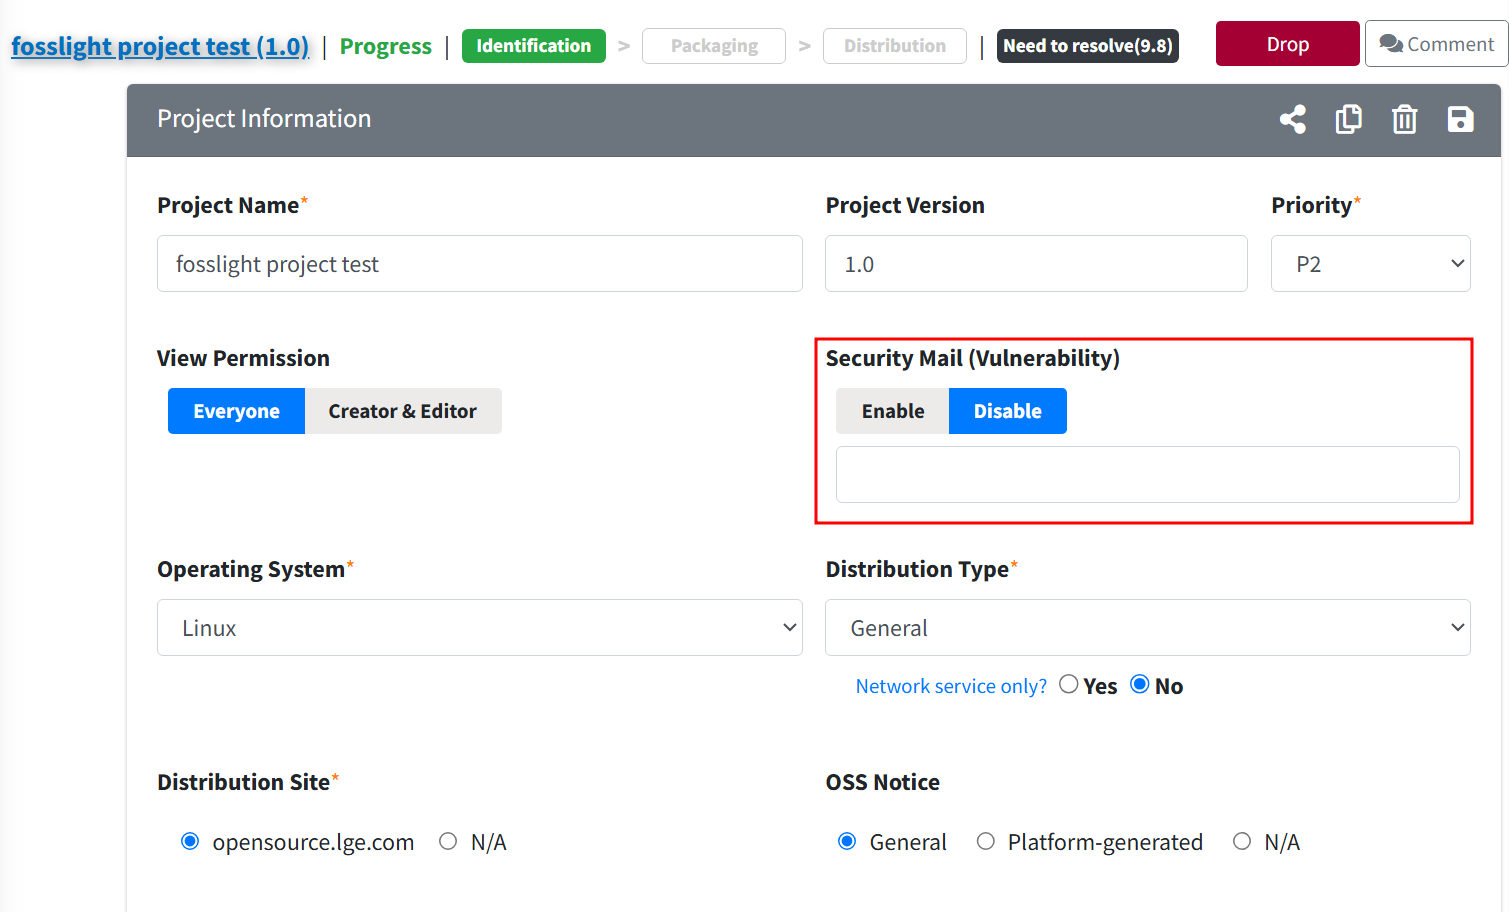 fosslight project test (1.0) | Progress | Identification > Packaging > Distribution | Need to resolve(9.8) Drop Comment
Project Information
Project Name* Project Version Priority*
fosslight project test 1.0 P2
View Permission Security Mail (Vulnerability)
Everyone Creator & Editor Enable Disable
Operating System* Distribution Type*
Linux General
Network service only? Yes No
Distribution Site* OSS Notice
opensource.lge.com N/A General Platform-generated N/A